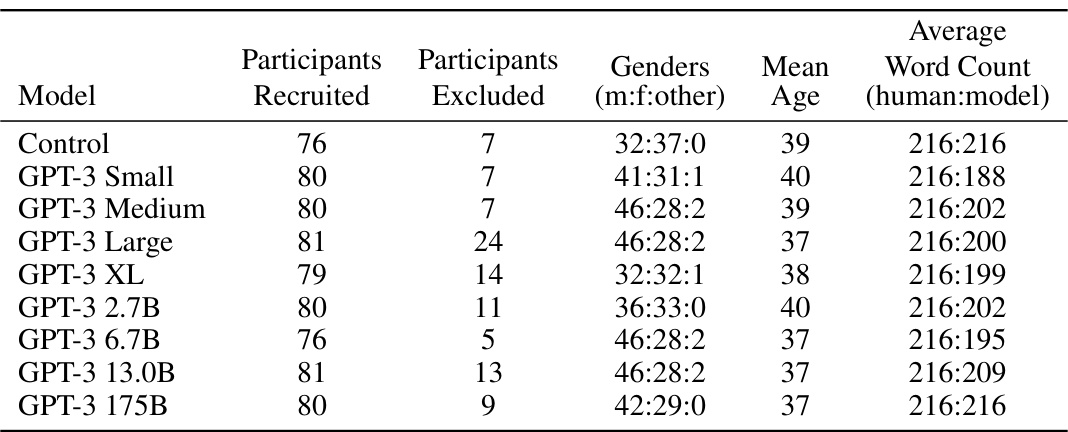 Model Participants Recruited Participants Excluded Genders (m:f:other) Mean Age Average Word Count (human:model)
Control 76 7 32:37:0 39 216:216
GPT-3 Small 80 7 41:31:1 40 216:188
GPT-3 Medium 80 7 46:28:2 39 216:202
GPT-3 Large 81 24 46:28:2 37 216:200
GPT-3 XL 79 14 32:32:1 38 216:199
GPT-3 2.7B 80 11 36:33:0 40 216:202
GPT-3 6.7B 76 5 46:28:2 37 216:195
GPT-3 13.0B 81 13 46:28:2 37 216:209
GPT-3 175B 80 9 42:29:0 37 216:216